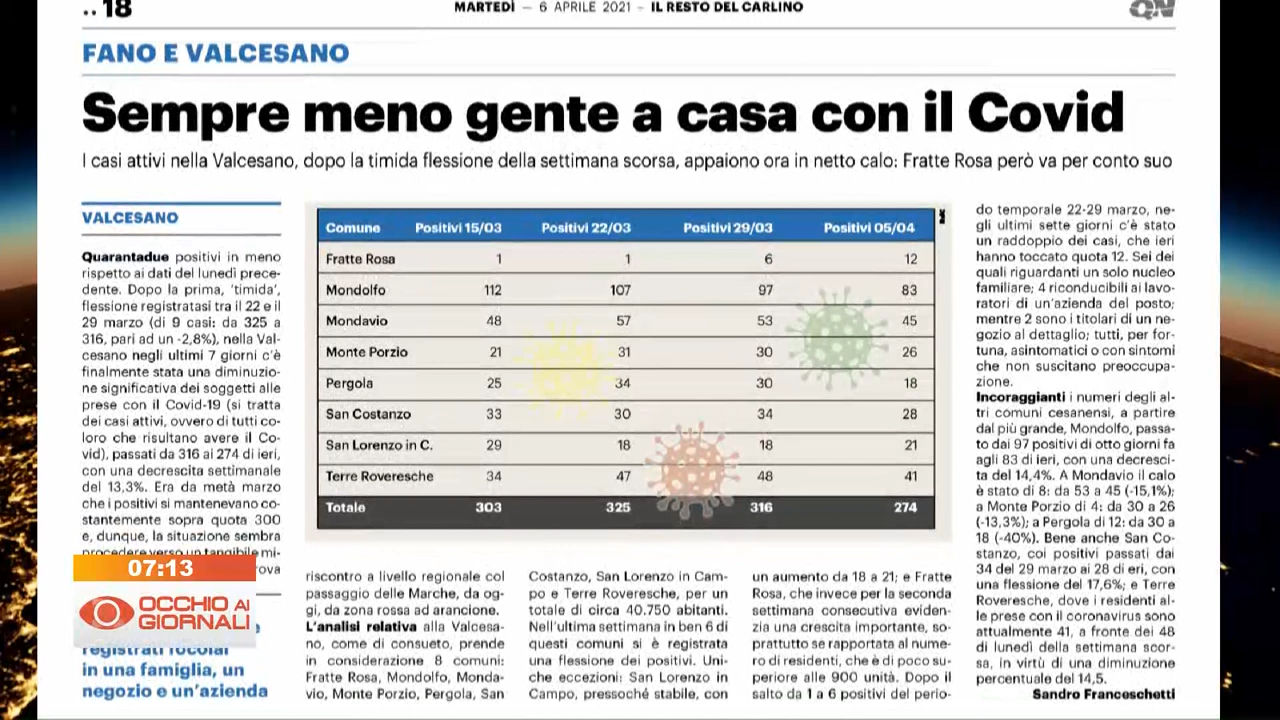 .. 18
MARTEDÌ – 6 APRILE 2021 – IL RESTO DEL CARLINO
QN
FANO E VALCESANO
Sempre meno gente a casa con il Covid
I casi attivi nella Valcesano, dopo la timida flessione della settimana scorsa, appaiono ora in netto calo: Fratte Rosa però va per conto suo
VALCESANO
Quarantadue positivi in meno
rispetto ai dati del lunedì prece-
dente. Dopo la prima, 'timida',
flessione registratasi tra il 22 e il
29 marzo (di 9 casi: da 325 a
316, pari ad un -2,8%), nella Val-
cesano negli ultimi 7 giorni c'è
finalmente stata una diminuzio-
ne significativa dei soggetti alle
prese con il Covid-19 (si tratta
dei casi attivi, ovvero di tutti co-
loro che risultano avere il Co-
vid), passati da 316 ai 274 di ieri,
con una decrescita settimanale
del 13,3%. Era da metà marzo
che i positivi si mantenevano co-
stantemente sopra quota 300
e, dunque, la situazione sembra
procedere verso un tangibile mi-
07:13
OCCHIO AI
GIORNALI
registrati focolai
in una famiglia, un
negozio e un'azienda
Comune Positivi 15/03 Positivi 22/03 Positivi 29/03 Positivi 05/04
Fratte Rosa 1 1 6 12
Mondolfo 112 107 97 83
Mondavio 48 57 53 45
Monte Porzio 21 31 30 26
Pergola 25 34 30 18
San Costanzo 33 30 34 28
San Lorenzo in C. 29 18 18 21
Terre Roveresche 34 47 48 41
Totale 303 325 316 274
riscontro a livello regionale col
passaggio delle Marche, da og-
gi, da zona rossa ad arancione.
L'analisi relativa alla Valcesa-
no, come di consueto, prende
in considerazione 8 comuni:
Fratte Rosa, Mondolfo, Monda-
vio, Monte Porzio, Pergola, San
Costanzo, San Lorenzo in Cam-
po e Terre Roveresche, per un
totale di circa 40.750 abitanti.
Nell'ultima settimana in ben 6 di
questi comuni si è registrata
una flessione dei positivi. Uni-
che eccezioni: San Lorenzo in
Campo, pressoché stabile, con
un aumento da 18 a 21; e Fratte
Rosa, che invece per la seconda
settimana consecutiva eviden-
zia una crescita importante, so-
prattutto se rapportata al nume-
ro di residenti, che è di poco su-
periore alle 900 unità. Dopo il
salto da 1 a 6 positivi del perio-
do temporale 22-29 marzo, ne-
gli ultimi sette giorni c'è stato
un raddoppio dei casi, che ieri
hanno toccato quota 12. Sei dei
quali riguardanti un solo nucleo
familiare; 4 riconducibili ai lavo-
ratori di un'azienda del posto;
mentre 2 sono i titolari di un ne-
gozio al dettaglio; tutti, per for-
tuna, asintomatici o con sintomi
che non suscitano preoccupa-
zione.
Incoraggianti i numeri degli al-
tri comuni cesanensi, a partire
dal più grande, Mondolfo, passa-
to dai 97 positivi di otto giorni fa
agli 83 di ieri, con una decresci-
ta del 14,4%. A Mondavio il calo
è stato di 8: da 53 a 45 (-15,1%);
a Monte Porzio di 4: da 30 a 26
(-13,3%); a Pergola di 12: da 30 a
18 (-40%). Bene anche San Co-
stanzo, coi positivi passati dai
34 del 29 marzo ai 28 di eri, con
una flessione del 17,6%; e Terre
Roveresche, dove i residenti al-
le prese con il coronavirus sono
attualmente 41, a fronte dei 48
di lunedì della settimana scor-
sa, in virtù di una diminuzione
percentuale del 14,5.
Sandro Franceschetti